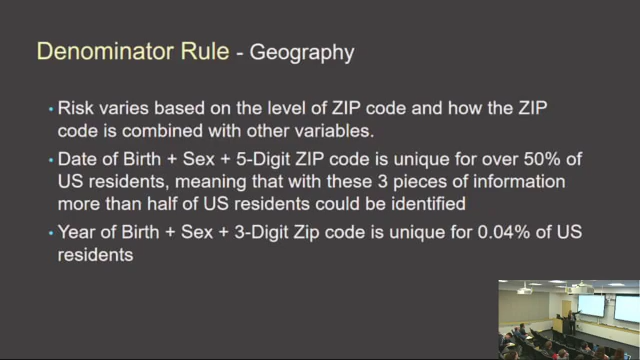 Denominator Rule - Geography
• Risk varies based on the level of ZIP code and how the ZIP
code is combined with other variables.
• Date of Birth + Sex + 5-Digit ZIP code is unique for over 50% of
US residents, meaning that with these 3 pieces of information
more than half of US residents could be identified
• Year of Birth + Sex + 3-Digit Zip code is unique for 0.04% of US
residents